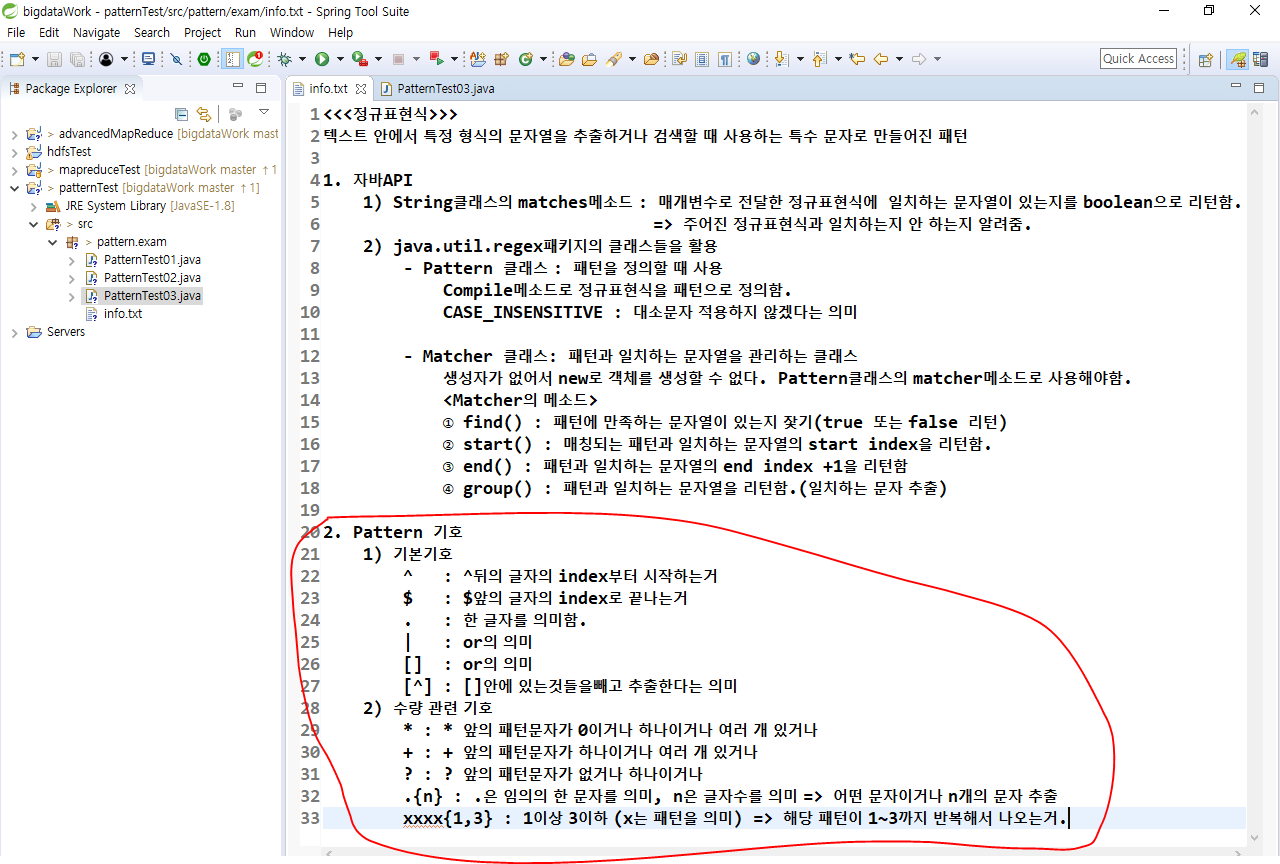 bigdataWork - patternTest/src/pattern/exam/info.txt - Spring Tool Suite
File Edit Navigate Search Project Run Window Help
Quick Access
Package Explorer
> advancedMapReduce [bigdataWork mast
hdfsTest
> mapreduceTest [bigdataWork master ↑1
> patternTest [bigdataWork master ↑1]
JRE System Library [JavaSE-1.8]
> src
> pattern.exam
PatternTest01.java
PatternTest02.java
PatternTest03.java
info.txt
Servers
info.txt PatternTest03.java
1 <<<정규표현식>>>
2 텍스트 안에서 특정 형식의 문자열을 추출하거나 검색할 때 사용하는 특수 문자로 만들어진 패턴
3
4 1. 자바API
5 1) String클래스의 matches메소드 : 매개변수로 전달한 정규표현식에 일치하는 문자열이 있는지를 boolean으로 리턴함.
6 => 주어진 정규표현식과 일치하는지 안 하는지 알려줌.
7 2) java.util.regex패키지의 클래스들을 활용
8 - Pattern 클래스 : 패턴을 정의할 때 사용
9 Compile메소드로 정규표현식을 패턴으로 정의함.
10 CASE_INSENSITIVE : 대소문자 적용하지 않겠다는 의미
11
12 - Matcher 클래스: 패턴과 일치하는 문자열을 관리하는 클래스
13 생성자가 없어서 new로 객체를 생성할 수 없다. Pattern클래스의 matcher메소드로 사용해야함.
14 <Matcher의 메소드>
15 ① find() : 패턴에 만족하는 문자열이 있는지 찾기(true 또는 false 리턴)
16 ② start() : 매칭되는 패턴과 일치하는 문자열의 start index을 리턴함.
17 ③ end() : 패턴과 일치하는 문자열의 end index +1을 리턴함
18 ④ group() : 패턴과 일치하는 문자열을 리턴함.(일치하는 문자 추출)
19
20 2. Pattern 기호
21 1) 기본기호
22 ^ : ^뒤의 글자의 index부터 시작하는거
23 $ : $앞의 글자의 index로 끝나는거
24 . : 한 글자를 의미함.
25 | : or의 의미
26 [] : or의 의미
27 [^] : []안에 있는것들을빼고 추출한다는 의미
28 2) 수량 관련 기호
29 * : * 앞의 패턴문자가 0이거나 하나이거나 여러 개 있거나
30 + : + 앞의 패턴문자가 하나이거나 여러 개 있거나
31 ? : ? 앞의 패턴문자가 없거나 하나이거나
32 .{n} : .은 임의의 한 문자를 의미, n은 글자수를 의미 => 어떤 문자이거나 n개의 문자 추출
33 xxxx{1,3} : 1이상 3이하 (x는 패턴을 의미) => 해당 패턴이 1~3까지 반복해서 나오는거.